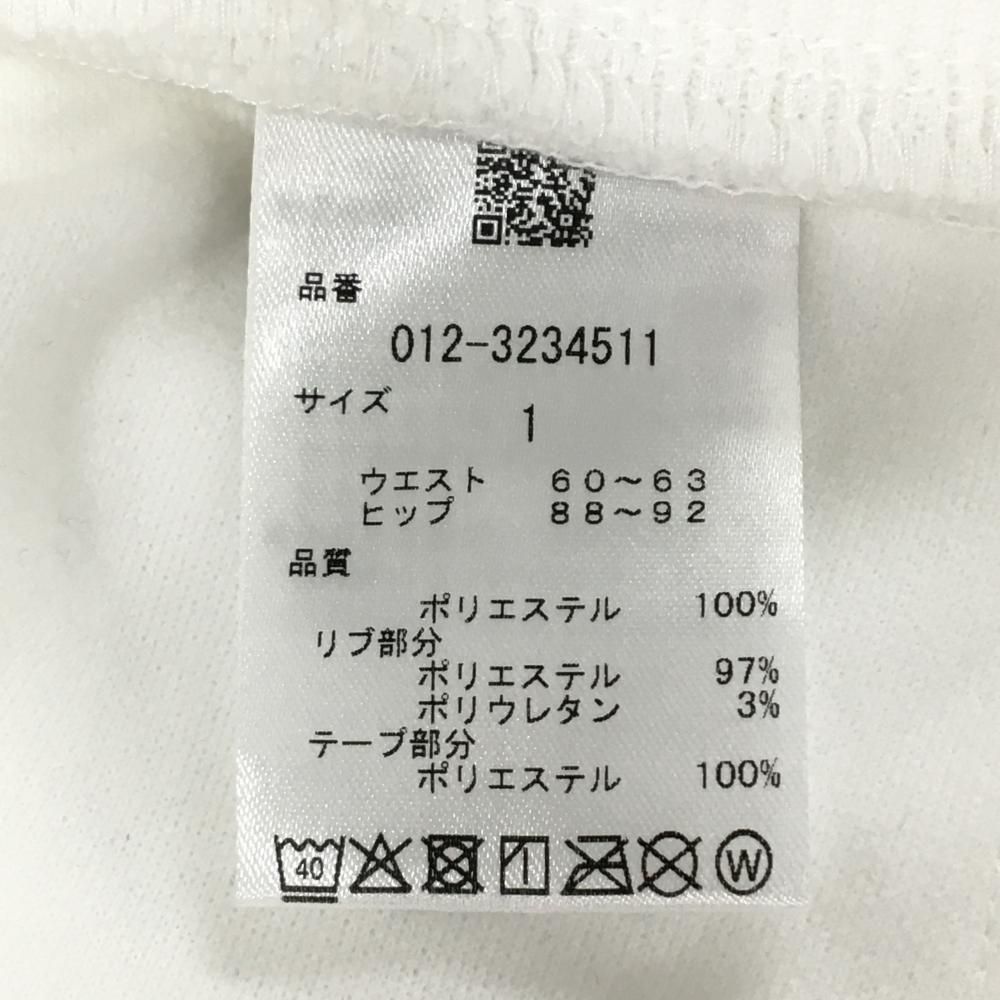 品番
012-3234511
サイズ
1
ウエスト 60〜63
ヒップ 88〜92
品質
ポリエステル 100%
リブ部分
ポリエステル 97%
ポリウレタン 3%
テープ部分
ポリエステル 100%
40 W